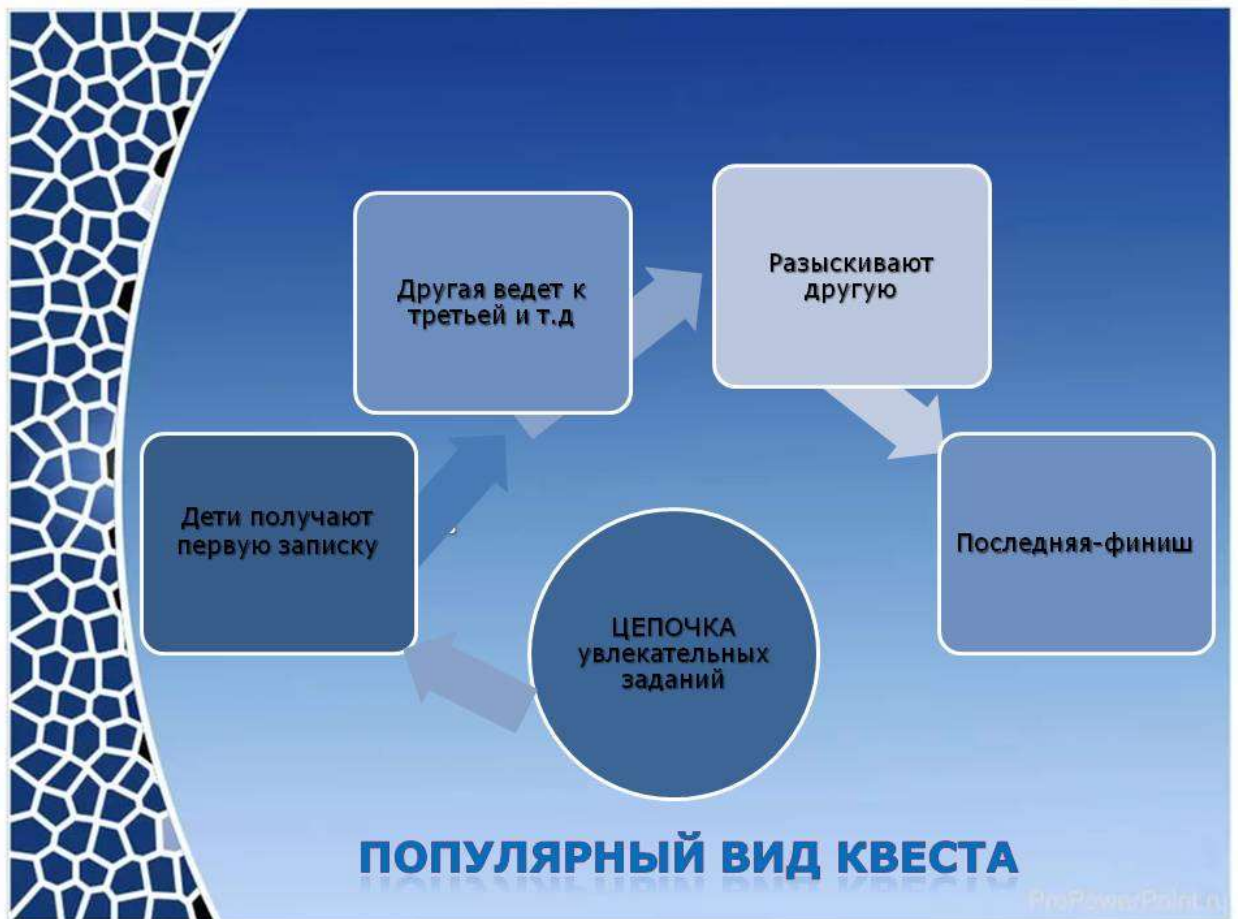 Дети получают
первую записку
Другая ведет к
третьей и т.д
Разыскивают
другую
Последняя-финиш
ЦЕПОЧКА
увлекательных
заданий
ПОПУЛЯРНЫЙ ВИД КВЕСТА
ProPowerPoint.ru